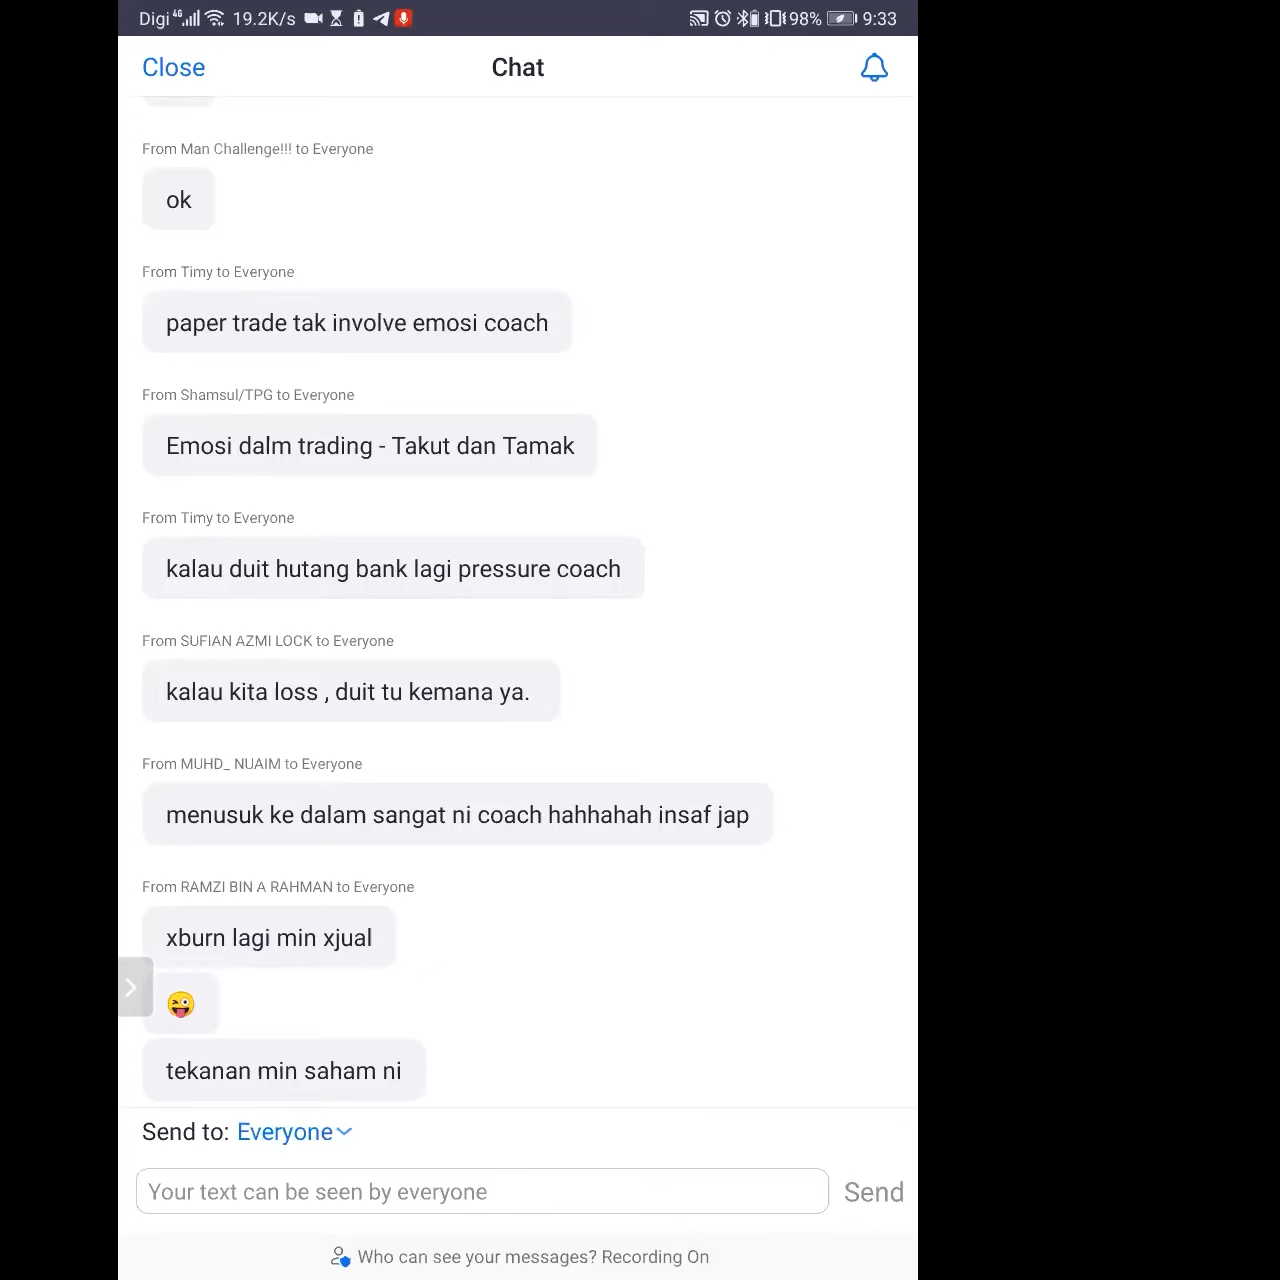 Digi 4G 19.2K/s 98% 9:33
Close Chat
From Man Challenge!!! to Everyone
ok
From Timy to Everyone
paper trade tak involve emosi coach
From Shamsul/TPG to Everyone
Emosi dalm trading - Takut dan Tamak
From Timy to Everyone
kalau duit hutang bank lagi pressure coach
From SUFIAN AZMI LOCK to Everyone
kalau kita loss , duit tu kemana ya.
From MUHD_ NUAIM to Everyone
menusuk ke dalam sangat ni coach hahhahah insaf jap
From RAMZI BIN A RAHMAN to Everyone
xburn lagi min xjual
😜
tekanan min saham ni
Send to: Everyone
Your text can be seen by everyone Send
Who can see your messages? Recording On